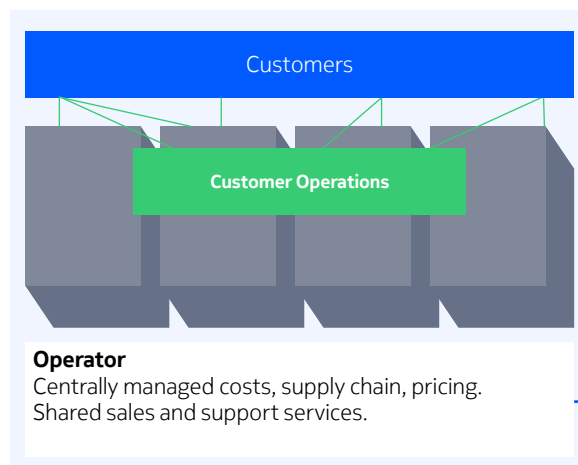 Customers
Customer Operations
Operator
Centrally managed costs, supply chain, pricing.
Shared sales and support services.